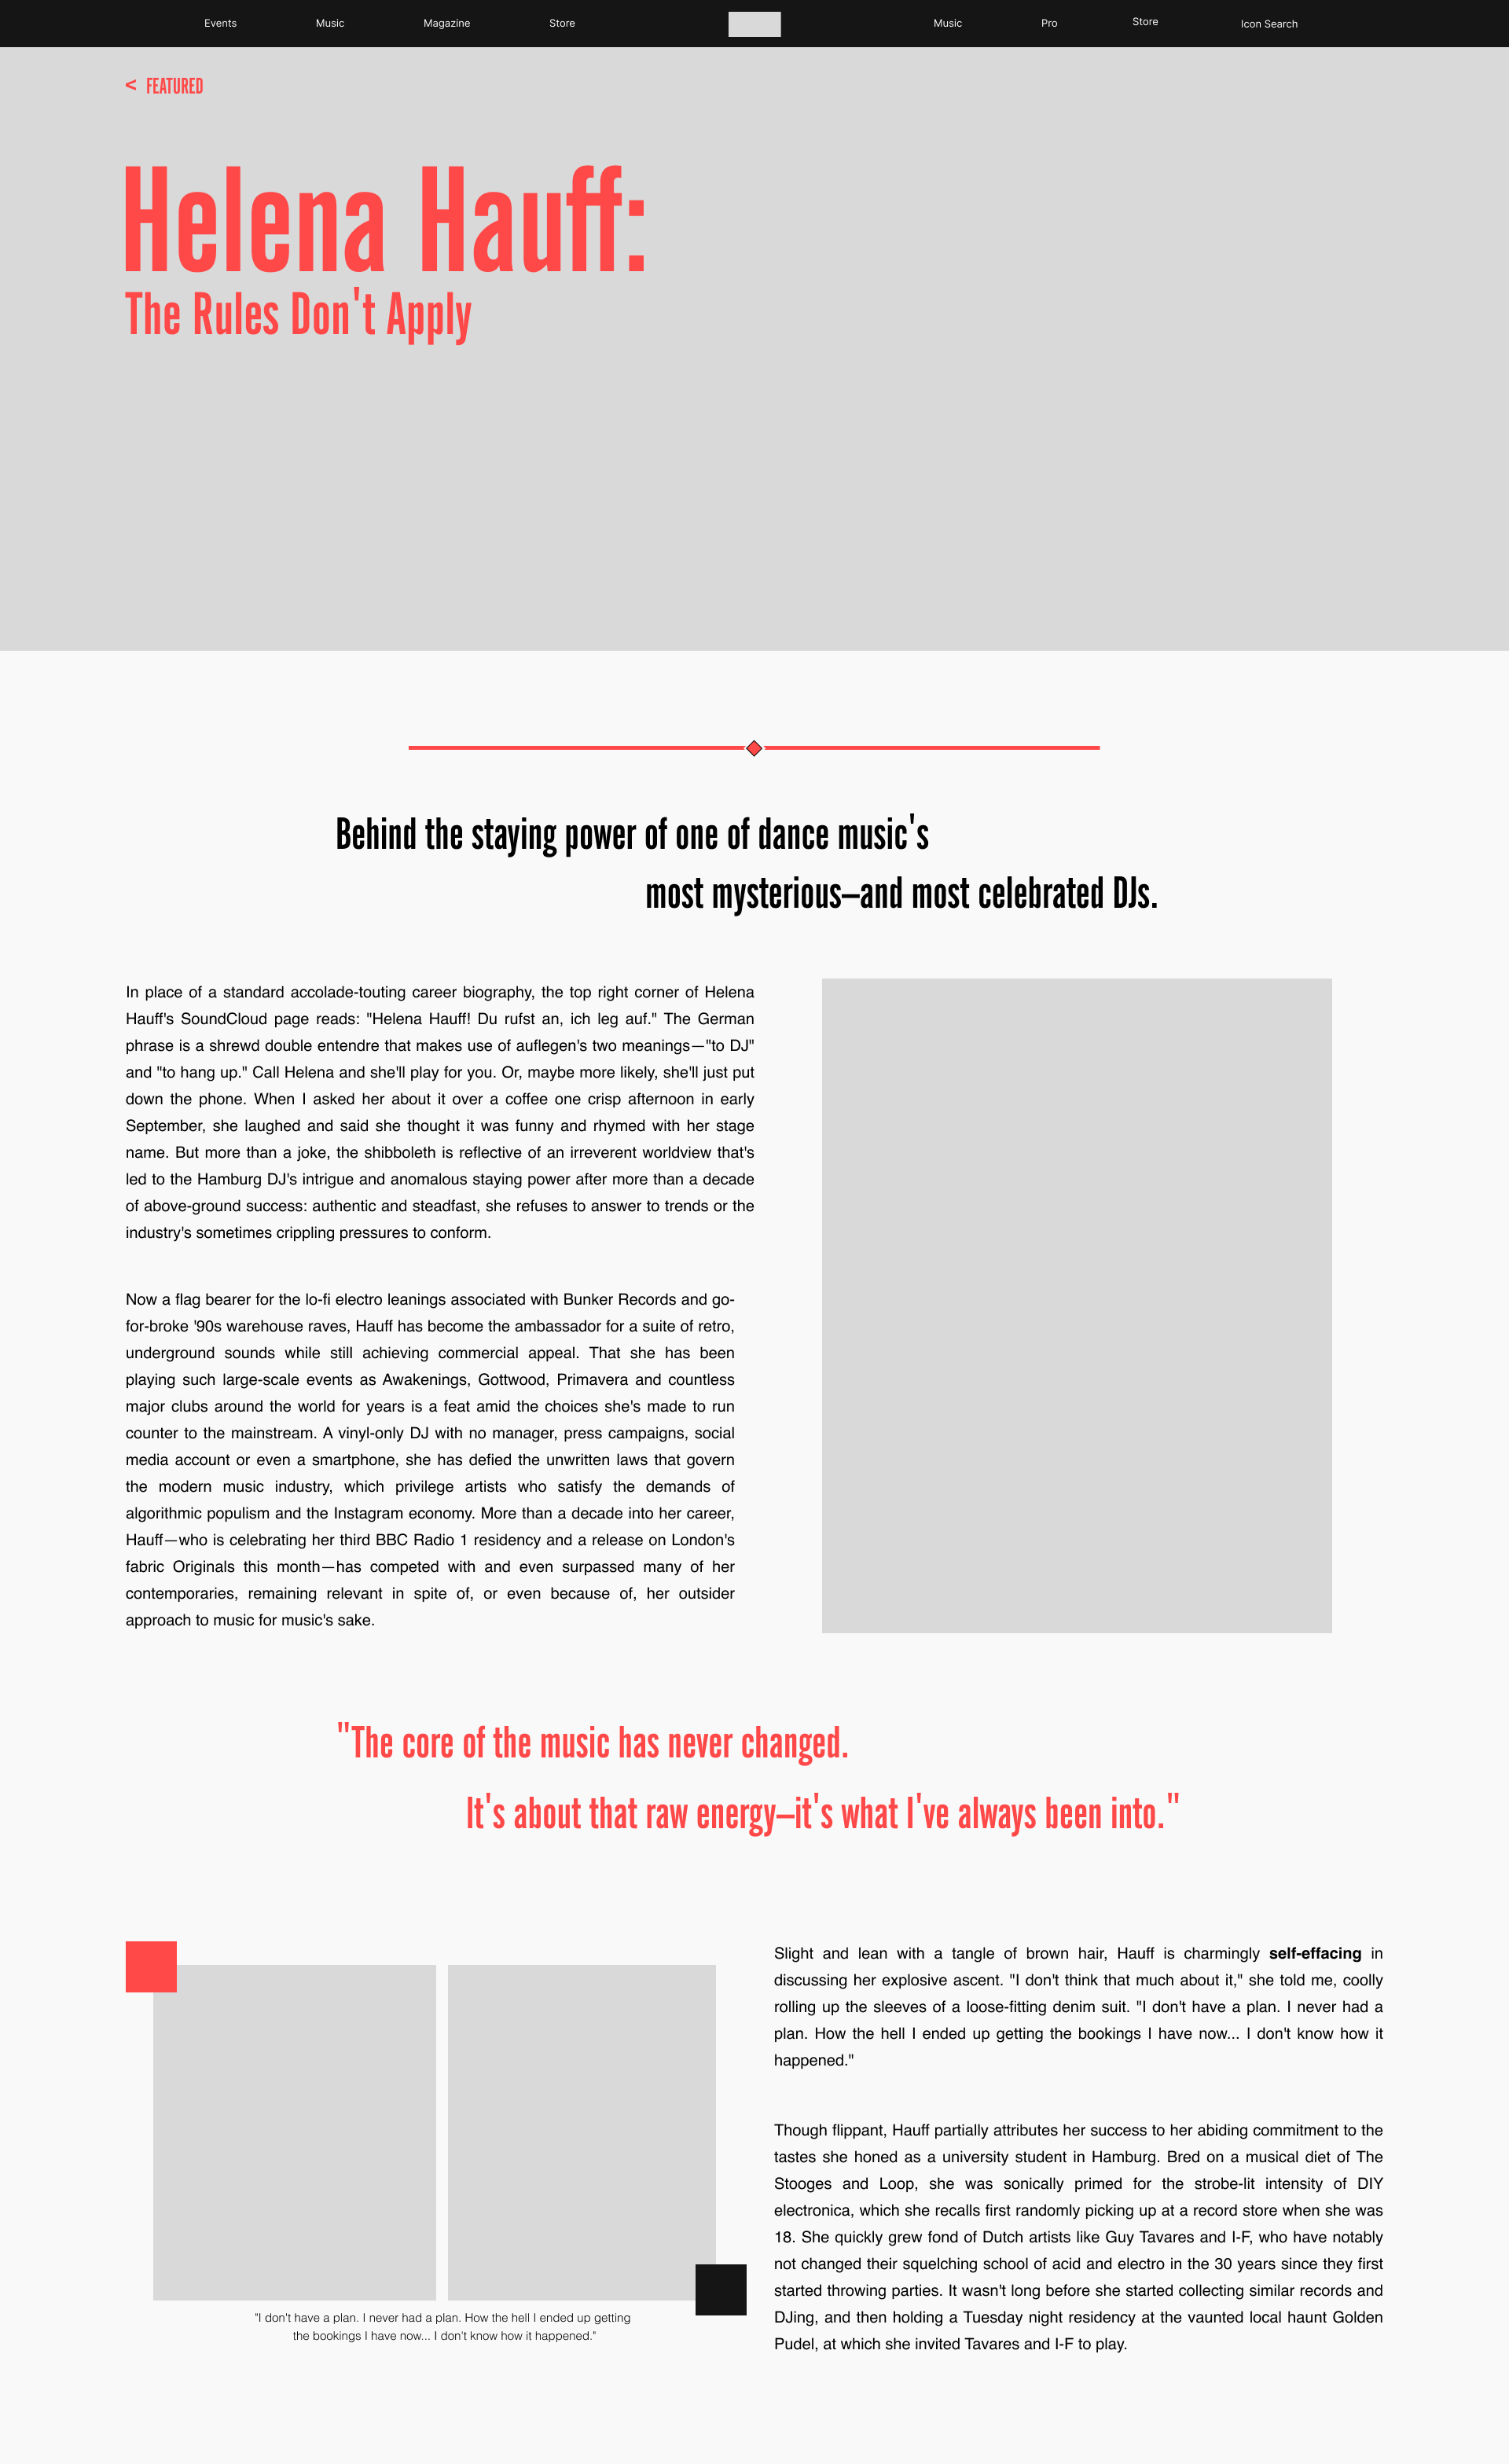 Events Music Magazine Store Music Pro Store Icon Search
< FEATURED
Helena Hauff:
The Rules Don't Apply
Behind the staying power of one of dance music's
most mysterious—and most celebrated DJs.
In place of a standard accolade-touting career biography, the top right corner of Helena
Hauff's SoundCloud page reads: "Helena Hauff! Du rufst an, ich leg auf." The German
phrase is a shrewd double entendre that makes use of auflegen's two meanings—"to DJ"
and "to hang up." Call Helena and she'll play for you. Or, maybe more likely, she'll just put
down the phone. When I asked her about it over a coffee one crisp afternoon in early
September, she laughed and said she thought it was funny and rhymed with her stage
name. But more than a joke, the shibboleth is reflective of an irreverent worldview that's
led to the Hamburg DJ's intrigue and anomalous staying power after more than a decade
of above-ground success: authentic and steadfast, she refuses to answer to trends or the
industry's sometimes crippling pressures to conform.
Now a flag bearer for the lo-fi electro leanings associated with Bunker Records and go-
for-broke '90s warehouse raves, Hauff has become the ambassador for a suite of retro,
underground sounds while still achieving commercial appeal. That she has been
playing such large-scale events as Awakenings, Gottwood, Primavera and countless
major clubs around the world for years is a feat amid the choices she's made to run
counter to the mainstream. A vinyl-only DJ with no manager, press campaigns, social
media account or even a smartphone, she has defied the unwritten laws that govern
the modern music industry, which privilege artists who satisfy the demands of
algorithmic populism and the Instagram economy. More than a decade into her career,
Hauff—who is celebrating her third BBC Radio 1 residency and a release on London's
fabric Originals this month—has competed with and even surpassed many of her
contemporaries, remaining relevant in spite of, or even because of, her outsider
approach to music for music's sake.
"The core of the music has never changed.
It's about that raw energy—it's what I've always been into."
"I don't have a plan. I never had a plan. How the hell I ended up getting
the bookings I have now... I don't know how it happened."
Slight and lean with a tangle of brown hair, Hauff is charmingly self-effacing in
discussing her explosive ascent. "I don't think that much about it," she told me, coolly
rolling up the sleeves of a loose-fitting denim suit. "I don't have a plan. I never had a
plan. How the hell I ended up getting the bookings I have now... I don't know how it
happened."
Though flippant, Hauff partially attributes her success to her abiding commitment to the
tastes she honed as a university student in Hamburg. Bred on a musical diet of The
Stooges and Loop, she was sonically primed for the strobe-lit intensity of DIY
electronica, which she recalls first randomly picking up at a record store when she was
18. She quickly grew fond of Dutch artists like Guy Tavares and I-F, who have notably
not changed their squelching school of acid and electro in the 30 years since they first
started throwing parties. It wasn't long before she started collecting similar records and
DJing, and then holding a Tuesday night residency at the vaunted local haunt Golden
Pudel, at which she invited Tavares and I-F to play.